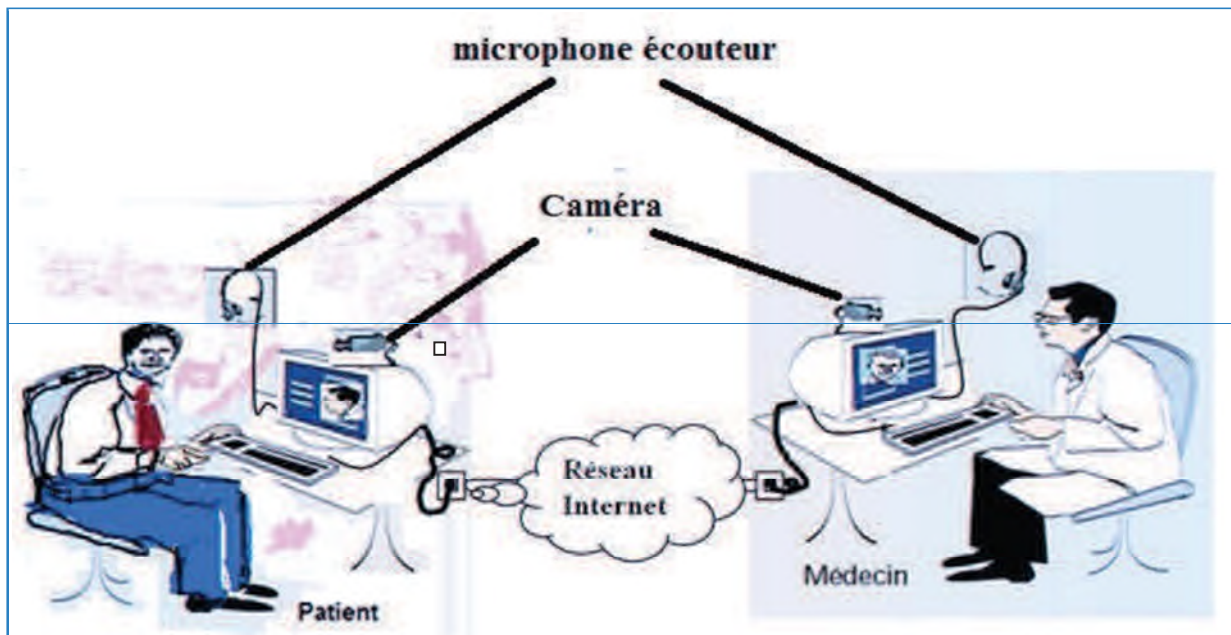 microphone écouteur
Caméra
Réseau
Internet
Médecin
Patient